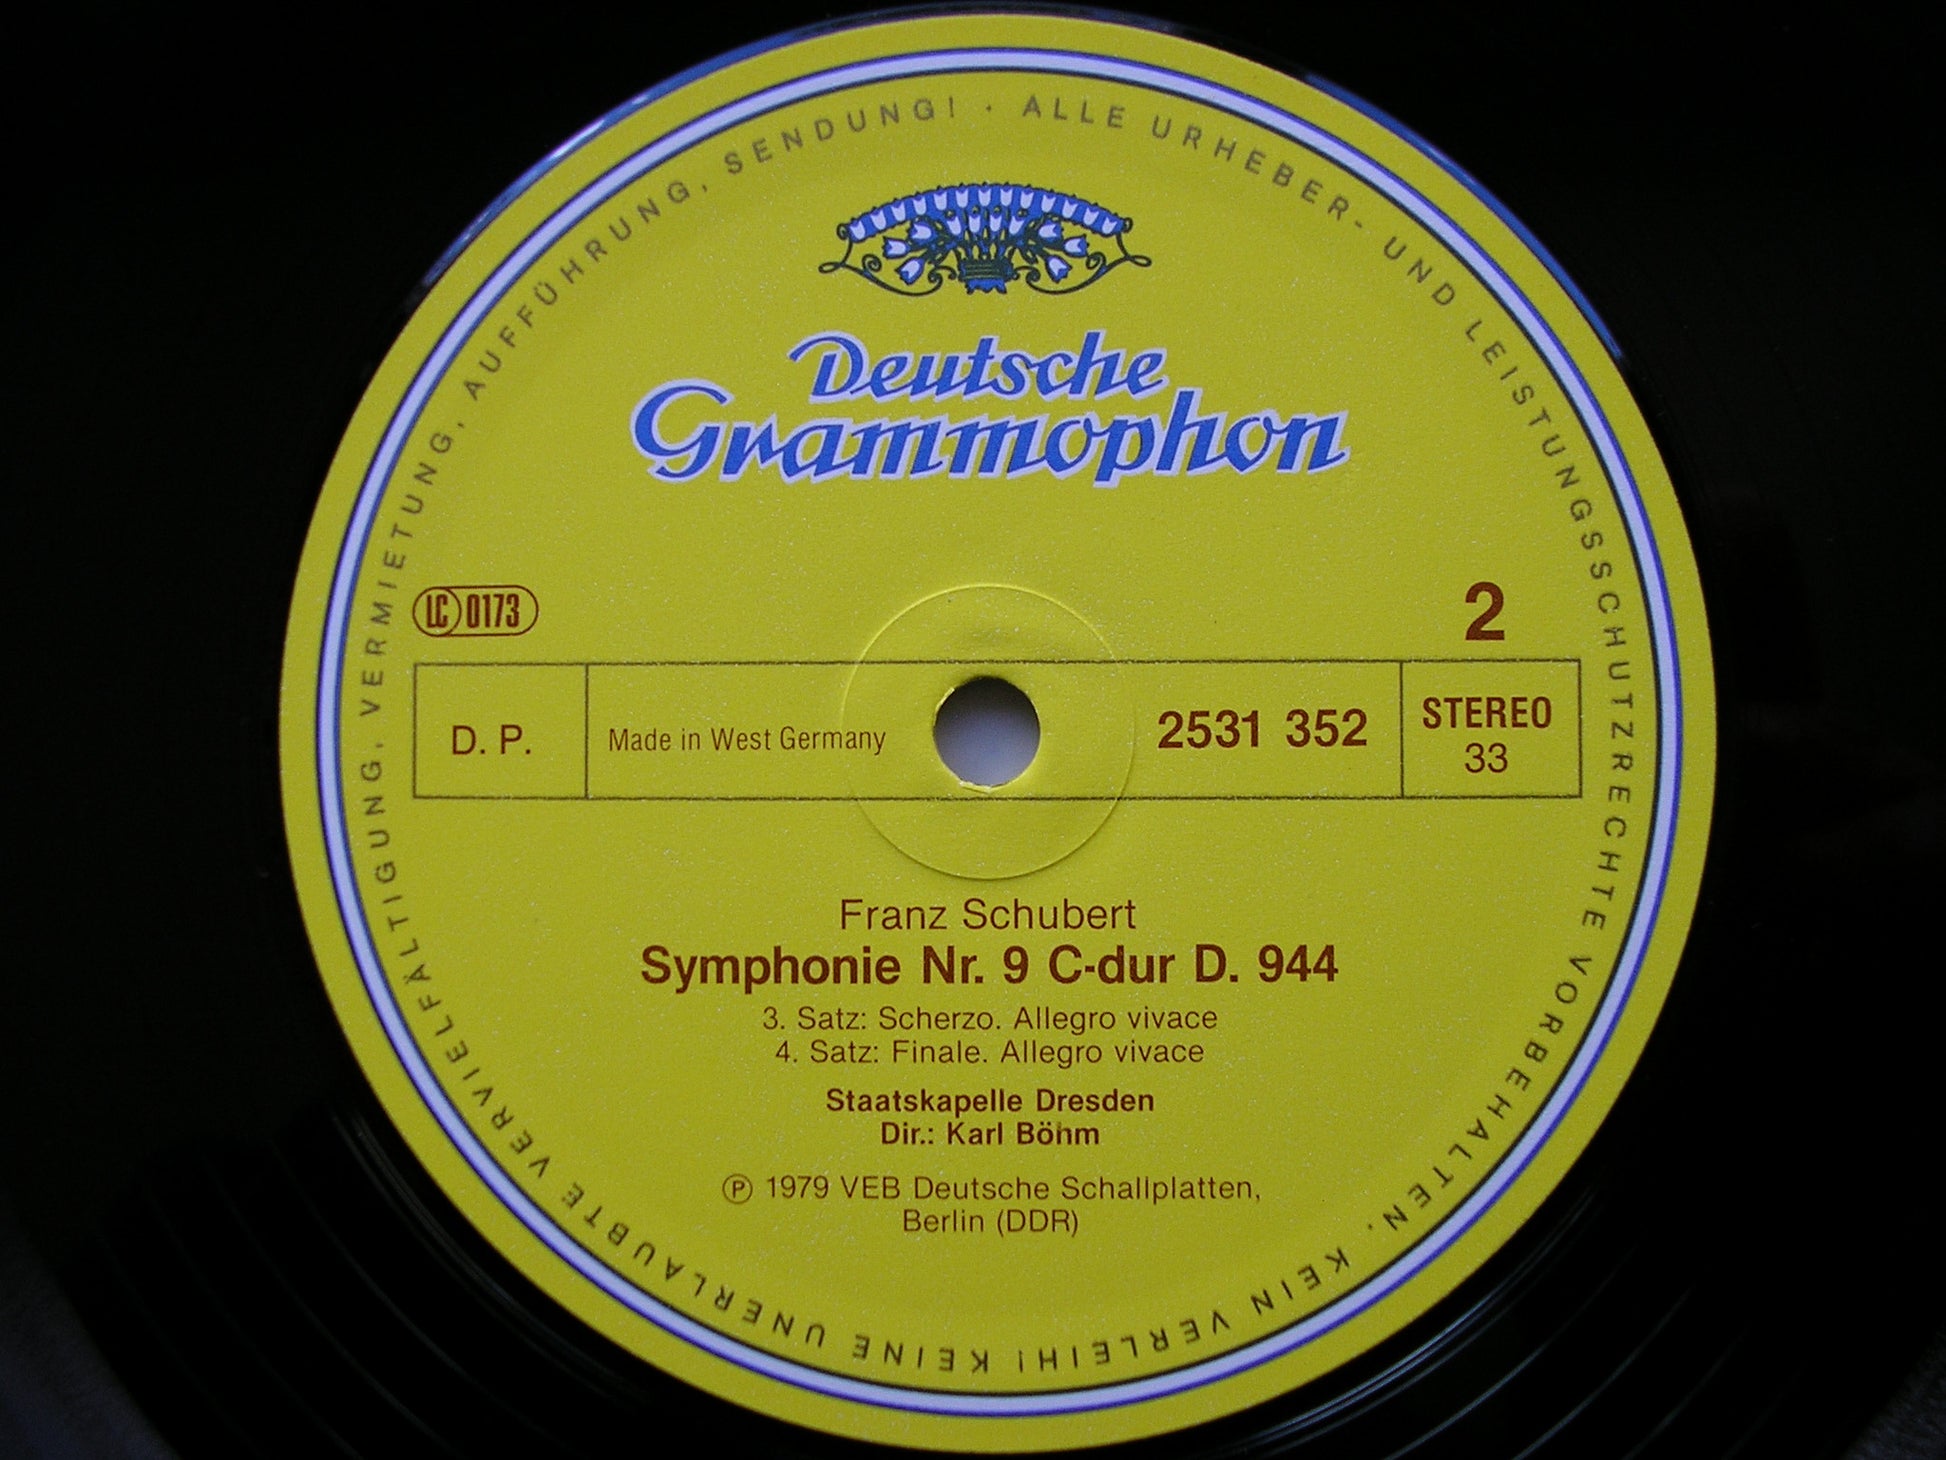 ALLE URHEBER- UND LEISTUNGSSCHUTZRECHTE VORBEHALTEN. KEIN VERLEIH! KEINE UNERLAUBTE VERVIELFÄLTIGUNG, VERMIETUNG, AUFFÜHRUNG, SENDUNG! ·
Deutsche
Grammophon
LC 0173
2
D. P.
Made in West Germany
2531 352
STEREO
33
Franz Schubert
Symphonie Nr. 9 C-dur D. 944
3. Satz: Scherzo. Allegro vivace
4. Satz: Finale. Allegro vivace
Staatskapelle Dresden
Dir.: Karl Böhm
℗ 1979 VEB Deutsche Schallplatten,
Berlin (DDR)